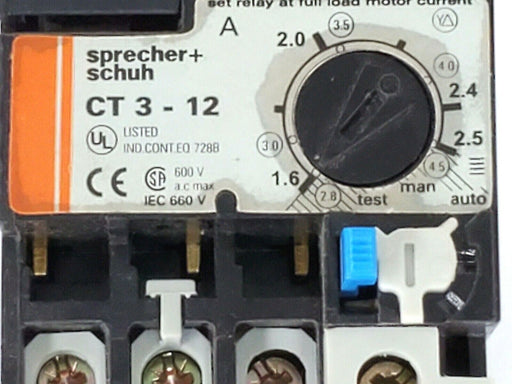 set relay at full load motor current
A
3.5
YΔ
2.0
sprecher+
schuh
4.0
2.4
CT 3 - 12
UL
LISTED
IND.CONT.EQ 728B
3.0
2.5
4.5
CE
SA
600 V
a.c max
IEC 660 V
1.6
2.8
test
man
auto